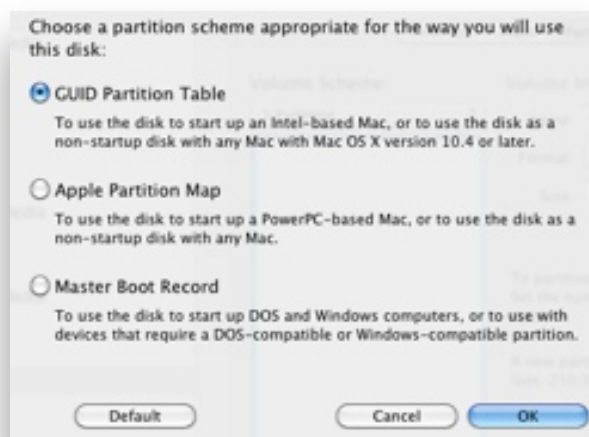 Choose a partition scheme appropriate for the way you will use
this disk:
GUID Partition Table
To use the disk to start up an Intel-based Mac, or to use the disk as a
non-startup disk with any Mac with Mac OS X version 10.4 or later.
Apple Partition Map
To use the disk to start up a PowerPC-based Mac, or to use the disk as a
non-startup disk with any Mac.
Master Boot Record
To use the disk to start up DOS and Windows computers, or to use with
devices that require a DOS-compatible or Windows-compatible partition.
Default
Cancel
OK
Volume Scheme